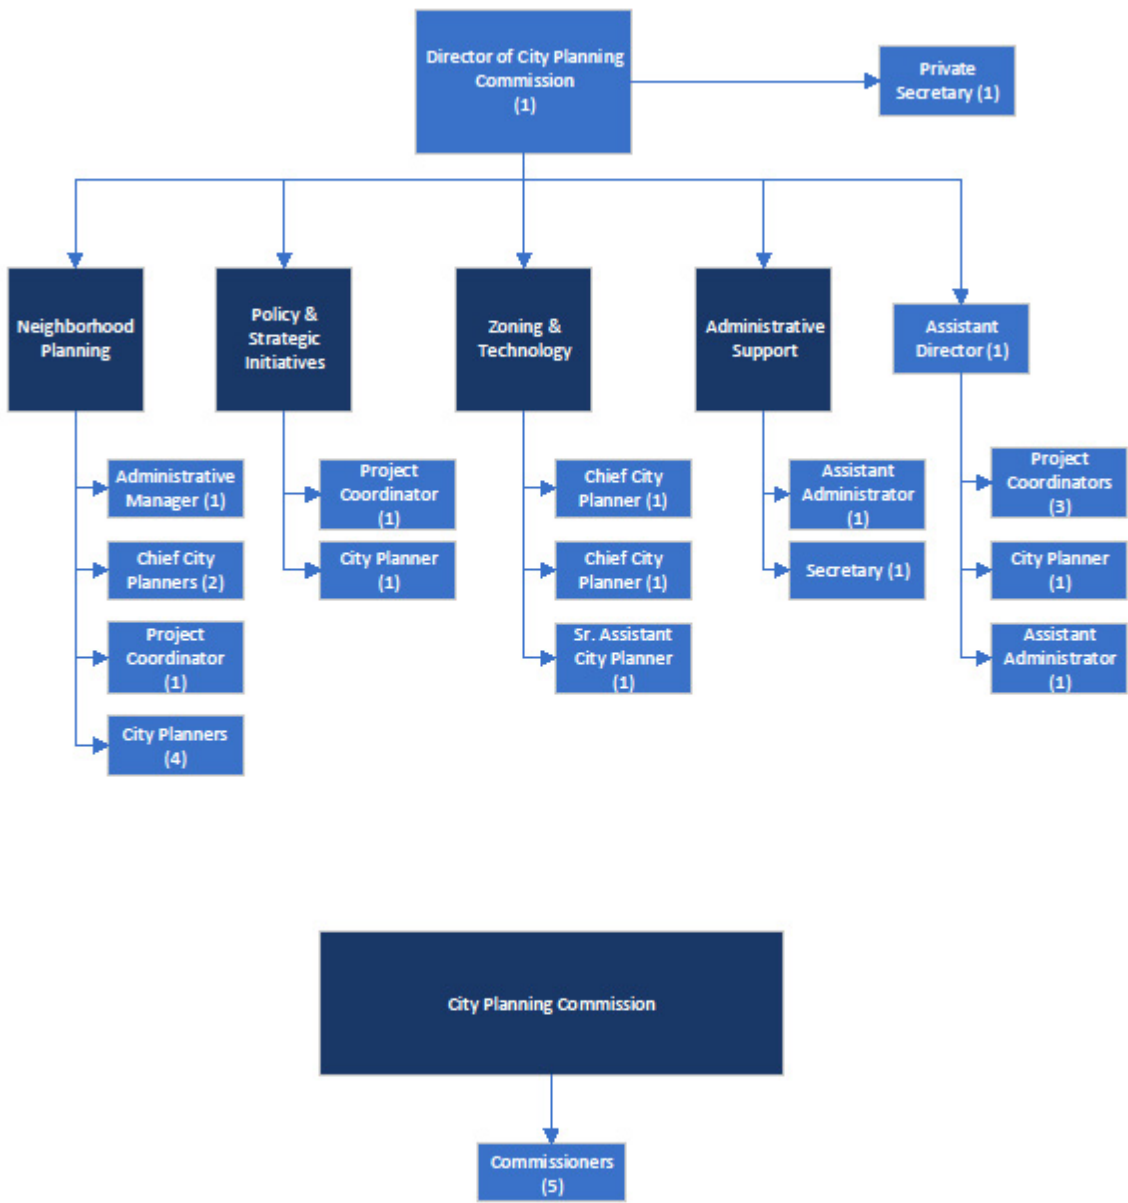 Director of City Planning
Commission
(1)
Private
Secretary (1)
Neighborhood
Planning
Policy &
Strategic
Initiatives
Zoning &
Technology
Administrative
Support
Assistant
Director (1)
Administrative
Manager (1)
Chief City
Planners (2)
Project
Coordinator
(1)
City Planners
(4)
Project
Coordinator
(1)
City Planner
(1)
Chief City
Planner (1)
Chief City
Planner (1)
Sr. Assistant
City Planner
(1)
Assistant
Administrator
(1)
Secretary (1)
Project
Coordinators
(3)
City Planner
(1)
Assistant
Administrator
(1)
City Planning Commission
Commissioners
(5)